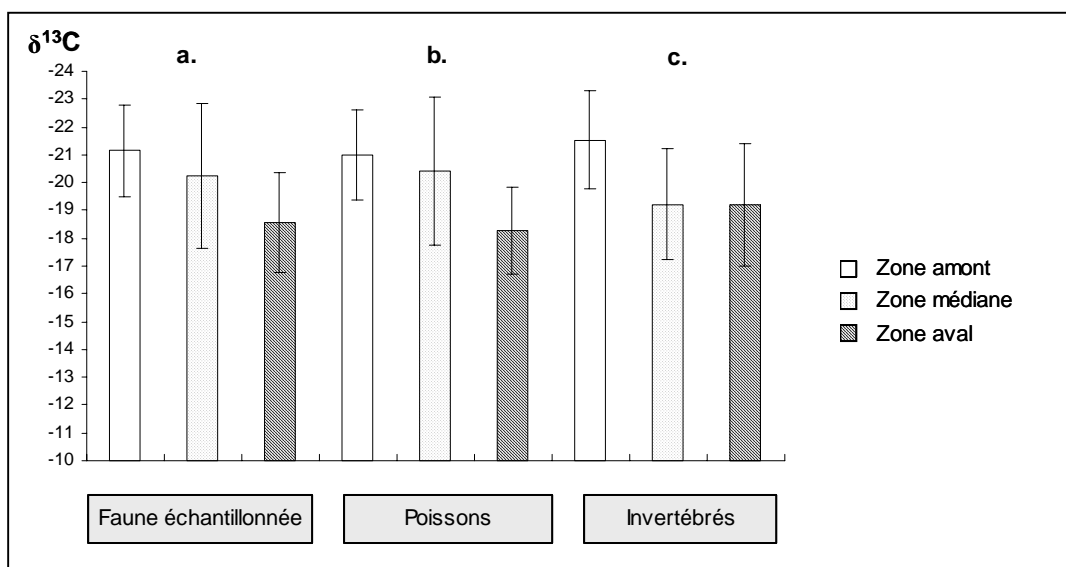 δ¹³C
a. b. c.
-24
-23
-22
-21
-20
-19
-18
-17
-16
-15
-14
-13
-12
-11
-10
Zone amont
Zone médiane
Zone aval
Faune échantillonnée Poissons Invertébrés